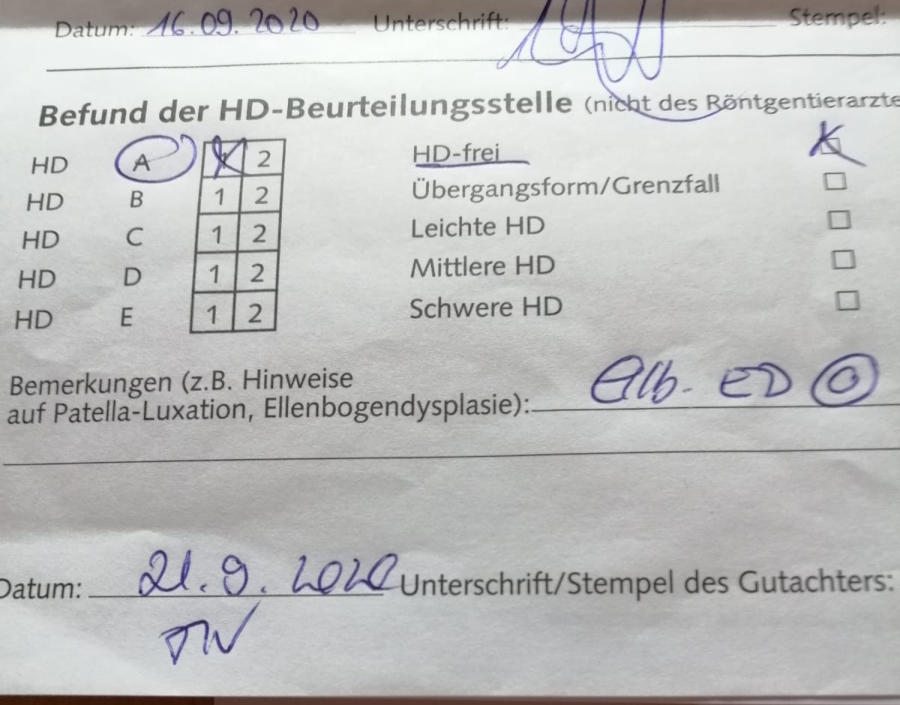 Datum: 16.09.2020 Unterschrift: Stempel:
Befund der HD-Beurteilungsstelle (nicht des Röntgentierarzte
HD A 1 2 HD-frei
HD B 1 2 Übergangsform/Grenzfall
HD C 1 2 Leichte HD
HD D 1 2 Mittlere HD
HD E 1 2 Schwere HD
Bemerkungen (z.B. Hinweise
auf Patella-Luxation, Ellenbogendysplasie): Ellb. ED 0
Datum: 21.9.2020 Unterschrift/Stempel des Gutachters: